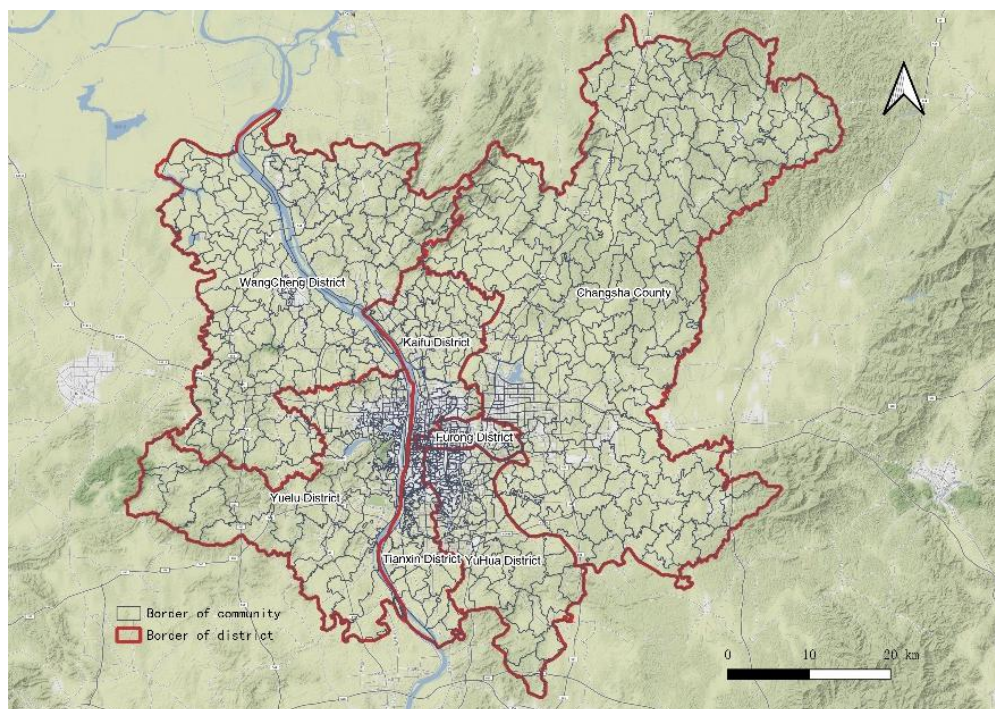 WangCheng District
Changsha County
Kaifu District
Furong District
Yuelu District
Tianxin District
YuHua District
Border of community
Border of district
0 10 20 km